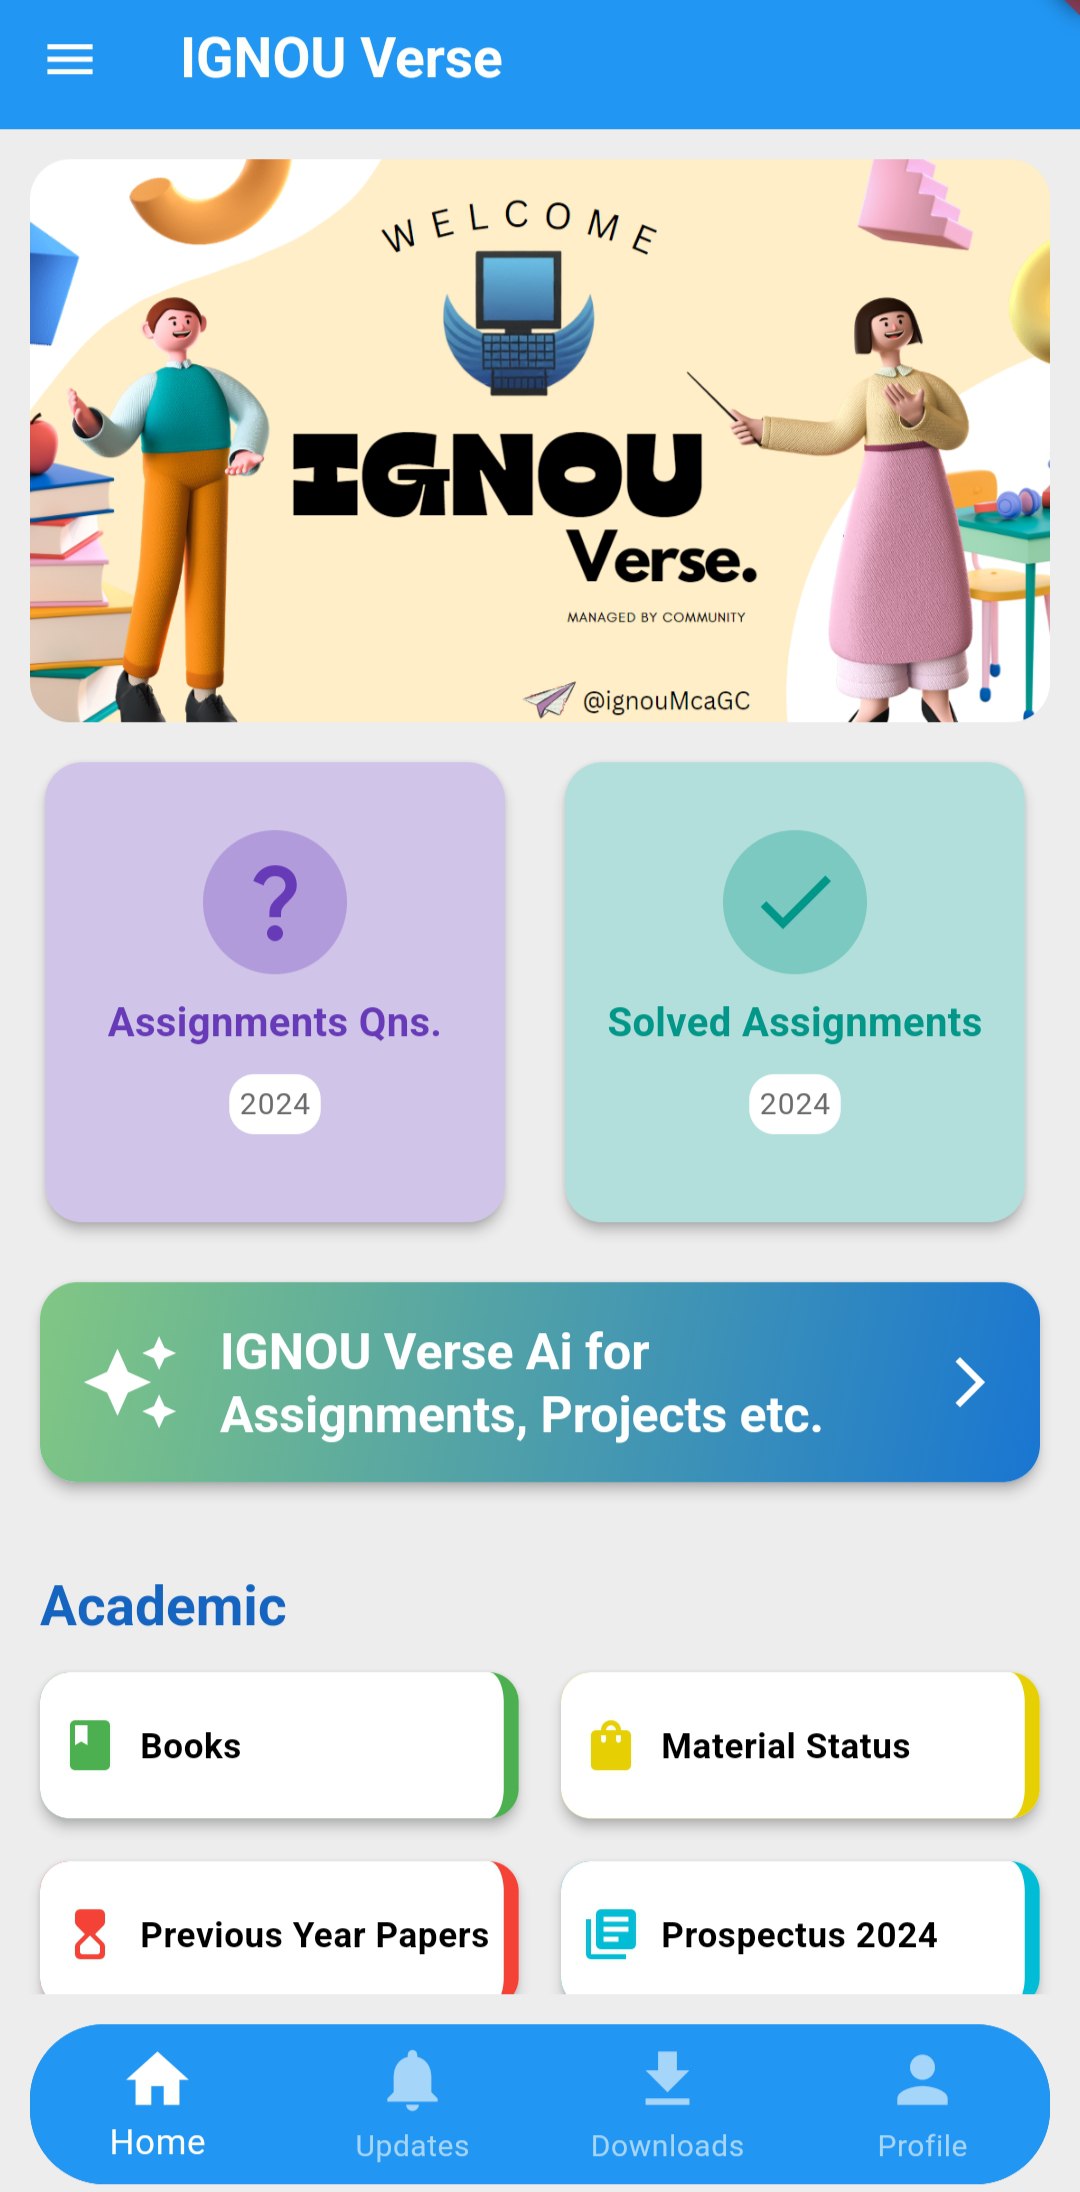 IGNOU Verse
WELCOME
IGNOU
Verse.
MANAGED BY COMMUNITY
@ignouMcaGC
Assignments Qns.
2024
Solved Assignments
2024
IGNOU Verse Ai for
Assignments, Projects etc.
Academic
Books
Material Status
Previous Year Papers
Prospectus 2024
Home
Updates
Downloads
Profile